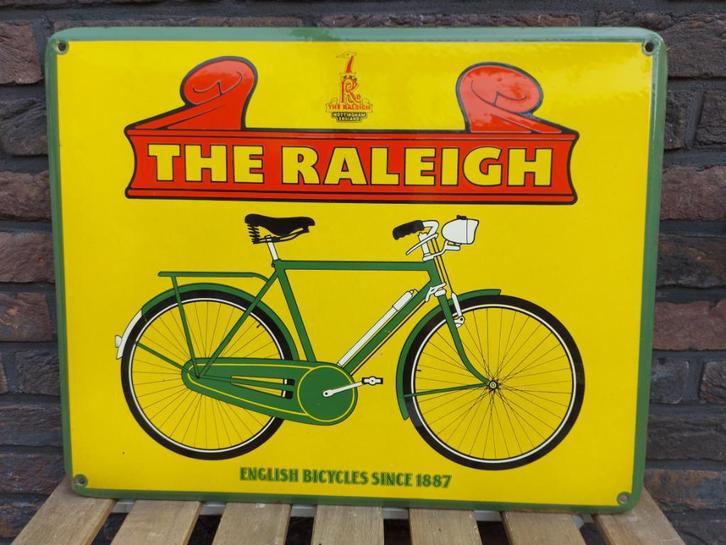 THE RALEIGH
NOTTINGHAM
ENGLAND
THE RALEIGH
ENGLISH BICYCLES SINCE 1887